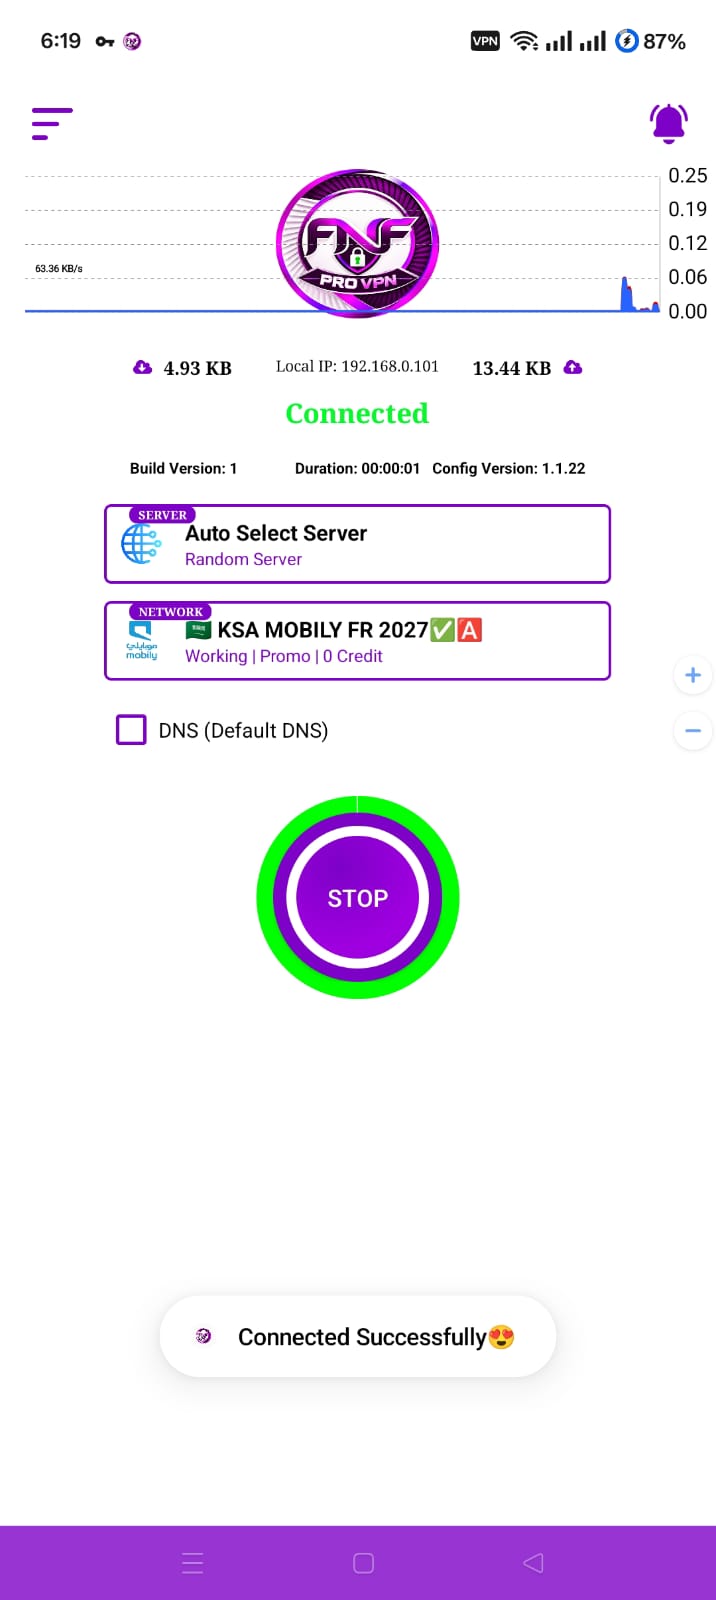 6:19 VPN 87%
0.25
FNF
PRO VPN
0.19
0.12
63.36 KB/s
0.06
0.00
4.93 KB Local IP: 192.168.0.101 13.44 KB
Connected
Build Version: 1 Duration: 00:00:01 Config Version: 1.1.22
SERVER
Auto Select Server
Random Server
NETWORK
🇸🇦 KSA MOBILY FR 2027✅🅰️
موبايلي
mobily
Working | Promo | 0 Credit
+
DNS (Default DNS)
−
STOP
Connected Successfully😍